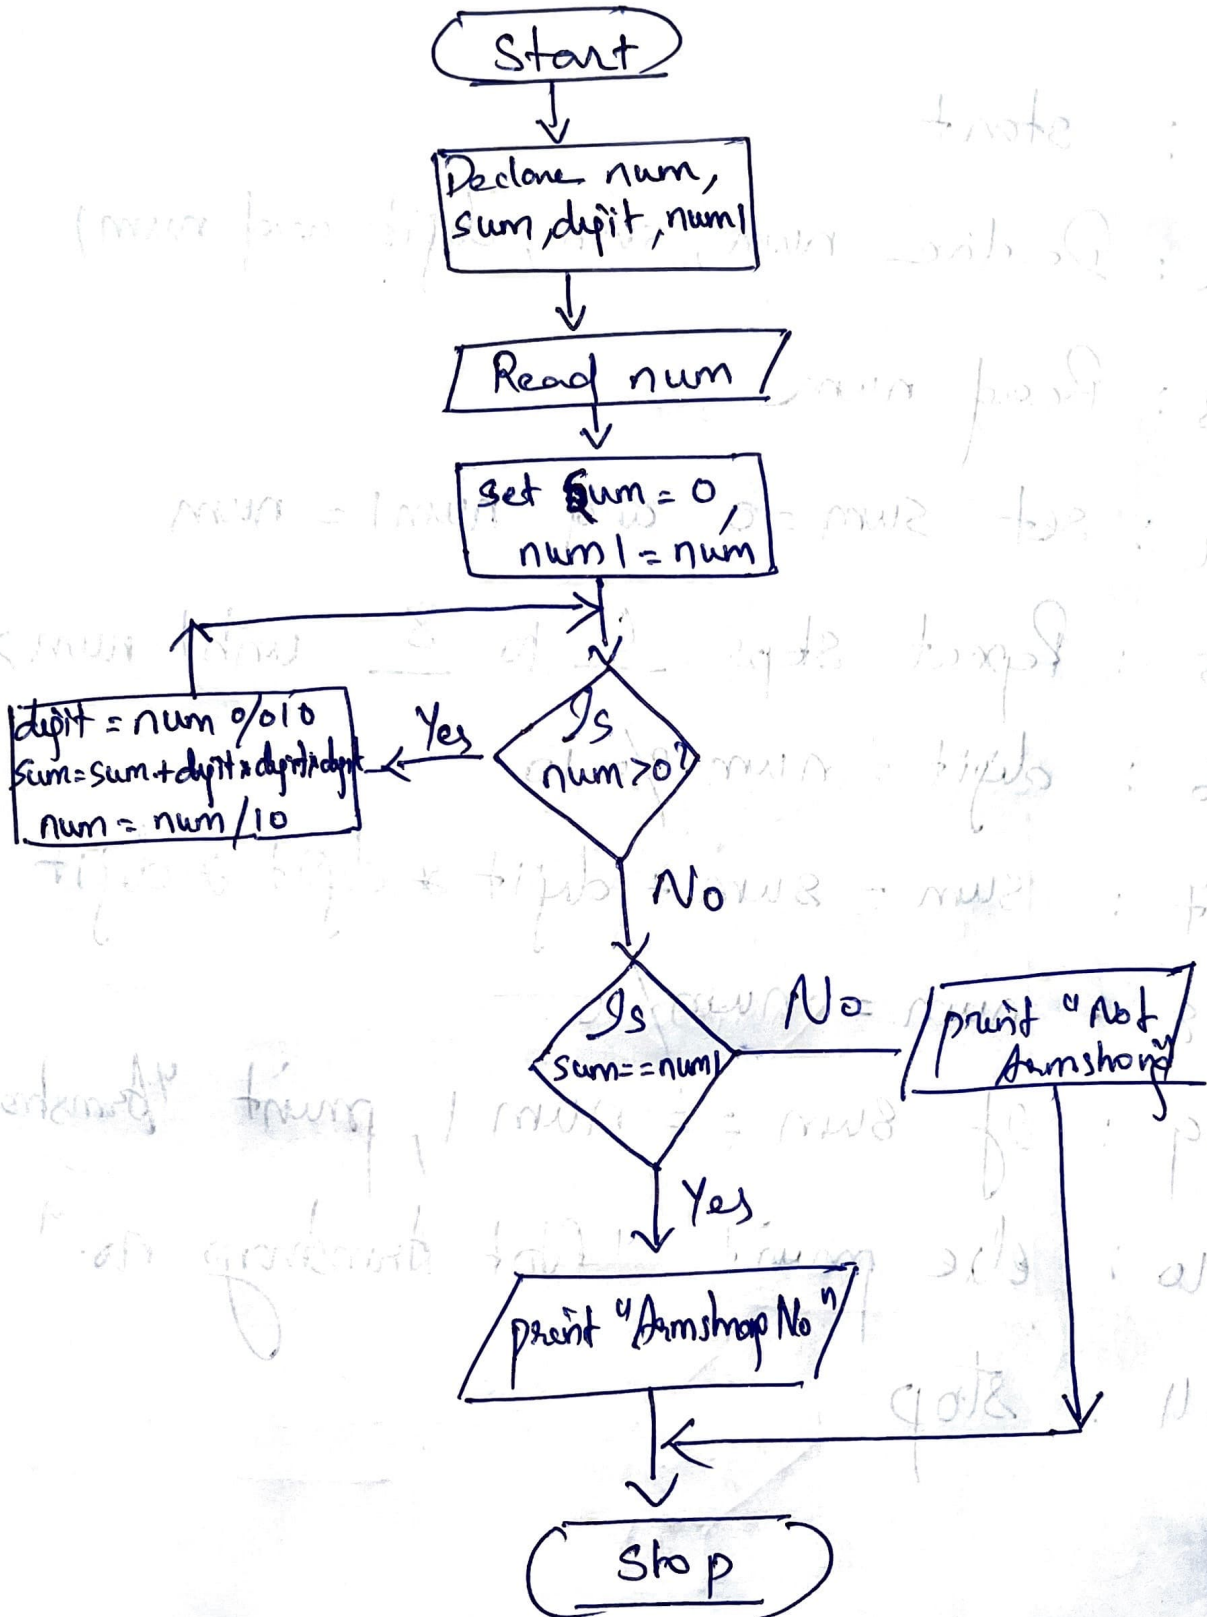 Start
Declare num,
sum, digit, num1
Read num
set sum = 0,
num1 = num
Is
num>0?
Yes
digit = num %10
sum=sum+digit*digit*digit
num = num/10
No
Is
sum==num1
No
print "Not
Armstrong"
Yes
print "Armstrong No"
Stop